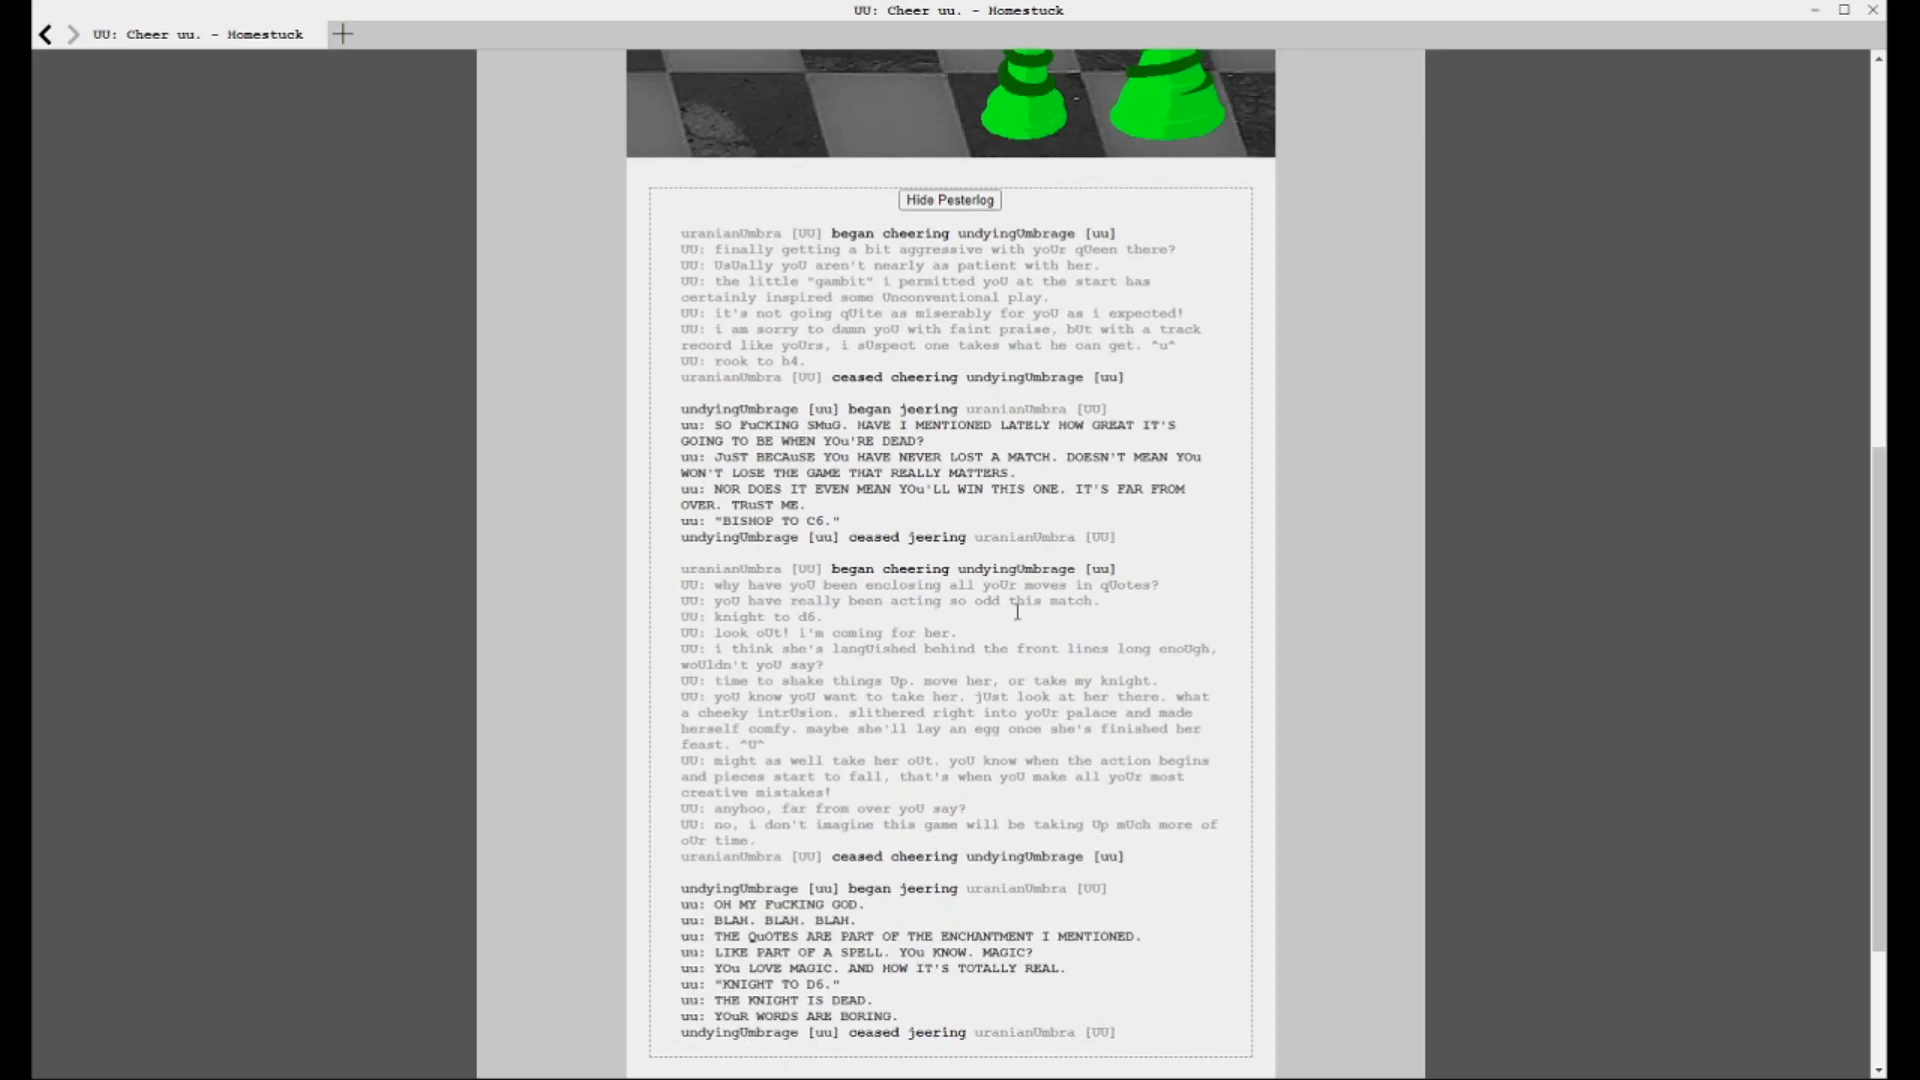 UU: Cheer uu. - Homestuck
UU: Cheer uu. - Homestuck
Hide Pesterlog
uranianUmbra [UU] began cheering undyingUmbrage [uu]
UU: finally getting a bit aggressive with yoUr qUeen there?
UU: UsUally yoU aren't nearly as patient with her.
UU: the little "gambit" i permitted yoU at the start has
certainly inspired some Unconventional play.
UU: it's not going qUite as miserably for yoU as i expected!
UU: i am sorry to damn yoU with faint praise, bUt with a track
record like yoUrs, i sUspect one takes what he can get. ^u^
UU: rook to h4.
uranianUmbra [UU] ceased cheering undyingUmbrage [uu]
undyingUmbrage [uu] began jeering uranianUmbra [UU]
uu: SO FuCKING SMuG. HAVE I MENTIONED LATELY HOW GREAT IT'S
GOING TO BE WHEN YOu'RE DEAD?
uu: JuST BECAuSE YOu HAVE NEVER LOST A MATCH. DOESN'T MEAN YOu
WON'T LOSE THE GAME THAT REALLY MATTERS.
uu: NOR DOES IT EVEN MEAN YOu'LL WIN THIS ONE. IT'S FAR FROM
OVER. TRuST ME.
uu: "BISHOP TO C6."
undyingUmbrage [uu] ceased jeering uranianUmbra [UU]
uranianUmbra [UU] began cheering undyingUmbrage [uu]
UU: why have yoU been enclosing all yoUr moves in qUotes?
UU: yoU have really been acting so odd this match.
UU: knight to d6.
UU: look oUt! i'm coming for her.
UU: i think she's langUished behind the front lines long enoUgh,
woUldn't yoU say?
UU: time to shake things Up. move her, or take my knight.
UU: yoU know yoU want to take her. jUst look at her there. what
a cheeky intrUsion. slithered right into yoUr palace and made
herself comfy. maybe she'll lay an egg once she's finished her
feast. ^U^
UU: might as well take her oUt. yoU know when the action begins
and pieces start to fall, that's when yoU make all yoUr most
creative mistakes!
UU: anyhoo, far from over yoU say?
UU: no, i don't imagine this game will be taking Up mUch more of
oUr time.
uranianUmbra [UU] ceased cheering undyingUmbrage [uu]
undyingUmbrage [uu] began jeering uranianUmbra [UU]
uu: OH MY FuCKING GOD.
uu: BLAH. BLAH. BLAH.
uu: THE QuOTES ARE PART OF THE ENCHANTMENT I MENTIONED.
uu: LIKE PART OF A SPELL. YOu KNOW. MAGIC?
uu: YOu LOVE MAGIC. AND HOW IT'S TOTALLY REAL.
uu: "KNIGHT TO D6."
uu: THE KNIGHT IS DEAD.
uu: YOuR WORDS ARE BORING.
undyingUmbrage [uu] ceased jeering uranianUmbra [UU]